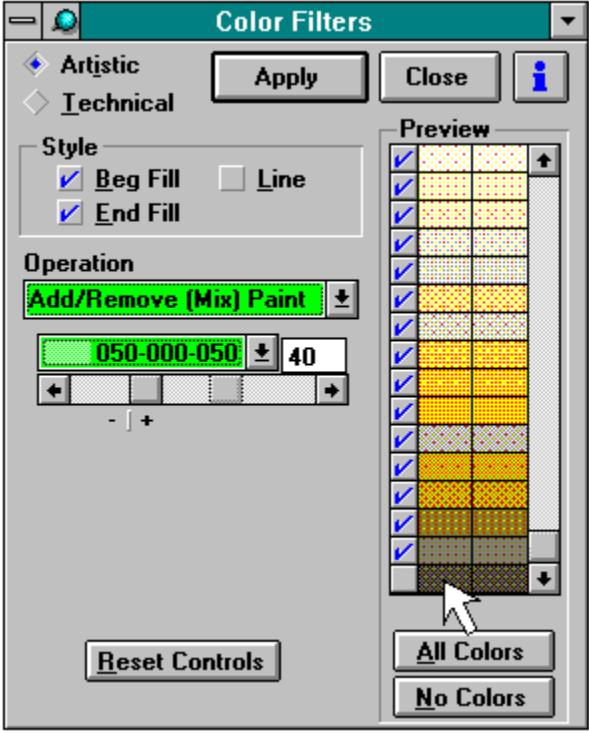 Color Filters
Artistic
Technical
Apply
Close
i
Style
Beg Fill
Line
End Fill
Operation
Add/Remove (Mix) Paint
050-000-050
40
- +
Preview
Reset Controls
All Colors
No Colors